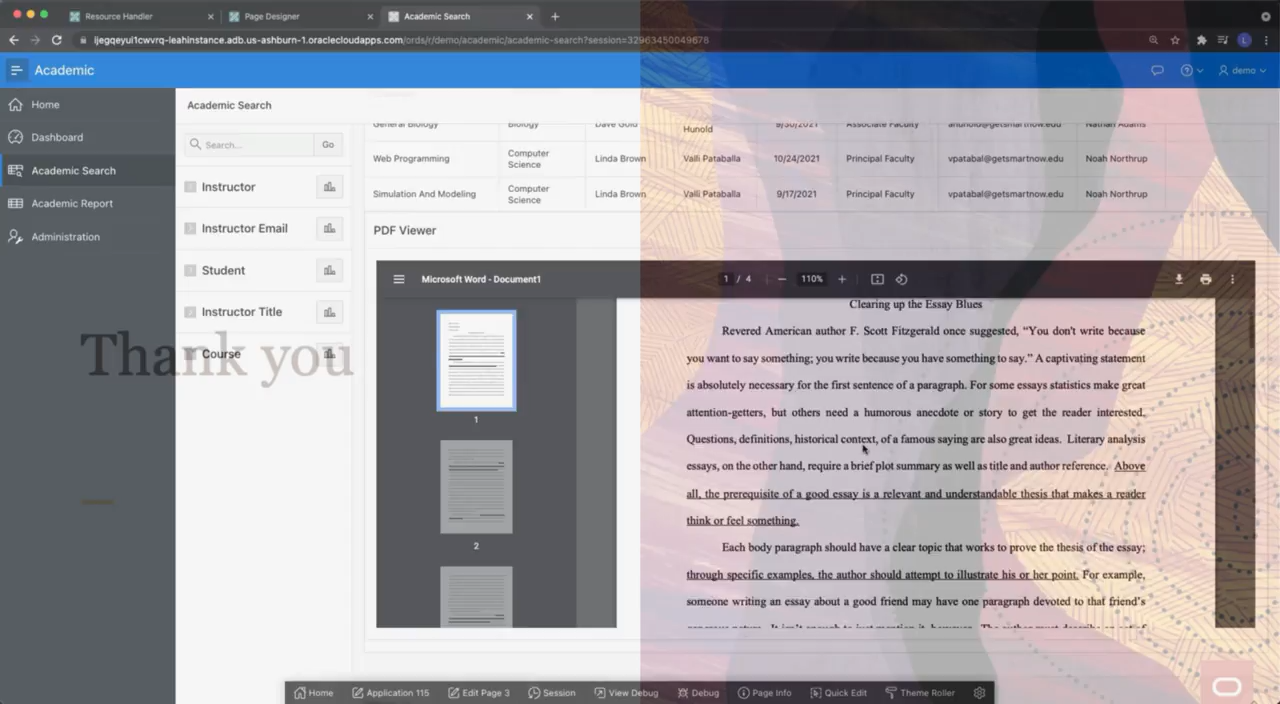 Resource Handler
Page Designer
Academic Search
ijegqeyui1cwvrq-leahinstance.adb.us-ashburn-1.oraclecloudapps.com/ords/r/demo/academic/academic-search?session=32963450049678
L
Academic
demo
Home
Dashboard
Academic Search
Academic Report
Administration
Academic Search
Search...
Go
Instructor
Instructor Email
Student
Instructor Title
Course
Thank you
General Biology Biology Dave Gold Hunold 9/30/2021 Associate Faculty ahunold@getsmartnow.edu Nathan Adams
Web Programming Computer Science Linda Brown Valli Pataballa 10/24/2021 Principal Faculty vpatabal@getsmartnow.edu Noah Northrup
Simulation And Modeling Computer Science Linda Brown Valli Pataballa 9/17/2021 Principal Faculty vpatabal@getsmartnow.edu Noah Northrup
PDF Viewer
Microsoft Word - Document1
1 / 4
110%
1
2
Clearing up the Essay Blues
Revered American author F. Scott Fitzgerald once suggested, “You don't write because
you want to say something; you write because you have something to say.” A captivating statement
is absolutely necessary for the first sentence of a paragraph. For some essays statistics make great
attention-getters, but others need a humorous anecdote or story to get the reader interested.
Questions, definitions, historical context, of a famous saying are also great ideas. Literary analysis
essays, on the other hand, require a brief plot summary as well as title and author reference. Above
all, the prerequisite of a good essay is a relevant and understandable thesis that makes a reader
think or feel something.
Each body paragraph should have a clear topic that works to prove the thesis of the essay;
through specific examples, the author should attempt to illustrate his or her point. For example,
someone writing an essay about a good friend may have one paragraph devoted to that friend's
Home
Application 115
Edit Page 3
Session
View Debug
Debug
Page Info
Quick Edit
Theme Roller